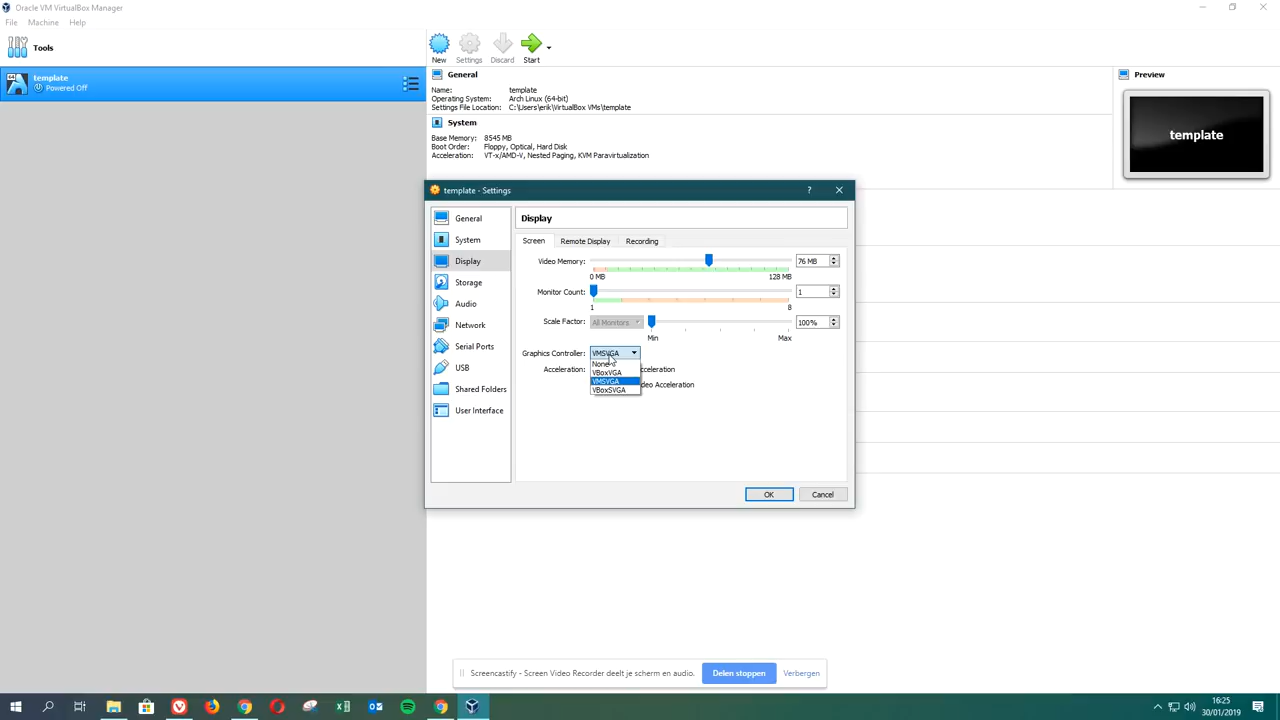 Oracle VM VirtualBox Manager
File Machine Help
Tools
New Settings Discard Start
64
template
Powered Off
General
Name: template
Operating System: Arch Linux (64-bit)
Settings File Location: C:\Users\erik\VirtualBox VMs\template
System
Base Memory: 8545 MB
Boot Order: Floppy, Optical, Hard Disk
Acceleration: VT-x/AMD-V, Nested Paging, KVM Paravirtualization
Preview
template
template - Settings
?
General
System
Display
Storage
Audio
Network
Serial Ports
USB
Shared Folders
User Interface
Display
Screen Remote Display Recording
Video Memory: 76 MB
0 MB 128 MB
Monitor Count: 1
1 8
Scale Factor: All Monitors 100%
Min Max
Graphics Controller: VMSVGA
None
VBoxVGA
VMSVGA
VBoxSVGA
Acceleration: cceleration
deo Acceleration
OK Cancel
Screencastify - Screen Video Recorder deelt je scherm en audio. Delen stoppen Verbergen
16:25
30/01/2019